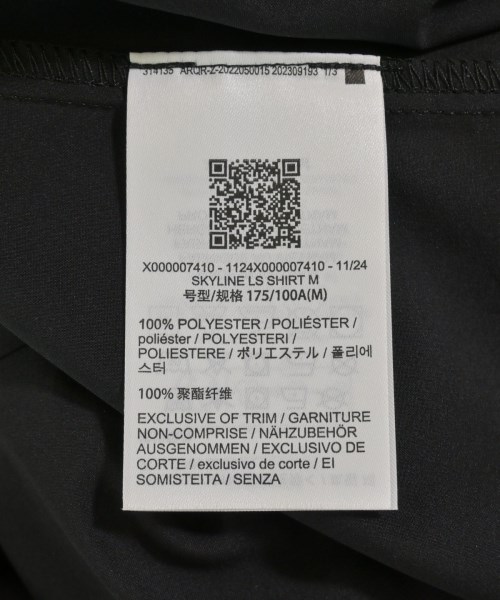 314135 ARQR-Z-2022050015 202309193 1/3
X000007410 - 1124X000007410 - 11/24
SKYLINE LS SHIRT M
号型/规格 175/100A(M)
100% POLYESTER / POLIÉSTER /
poliéster / POLYESTERI /
POLIESTERE / ポリエステル / 폴리에
스터
100% 聚酯纤维
EXCLUSIVE OF TRIM / GARNITURE
NON-COMPRISE / NÄHZUBEHÖR
AUSGENOMMEN / EXCLUSIVO DE
CORTE / exclusivo de corte / EI
SOMISTEITA / SENZA